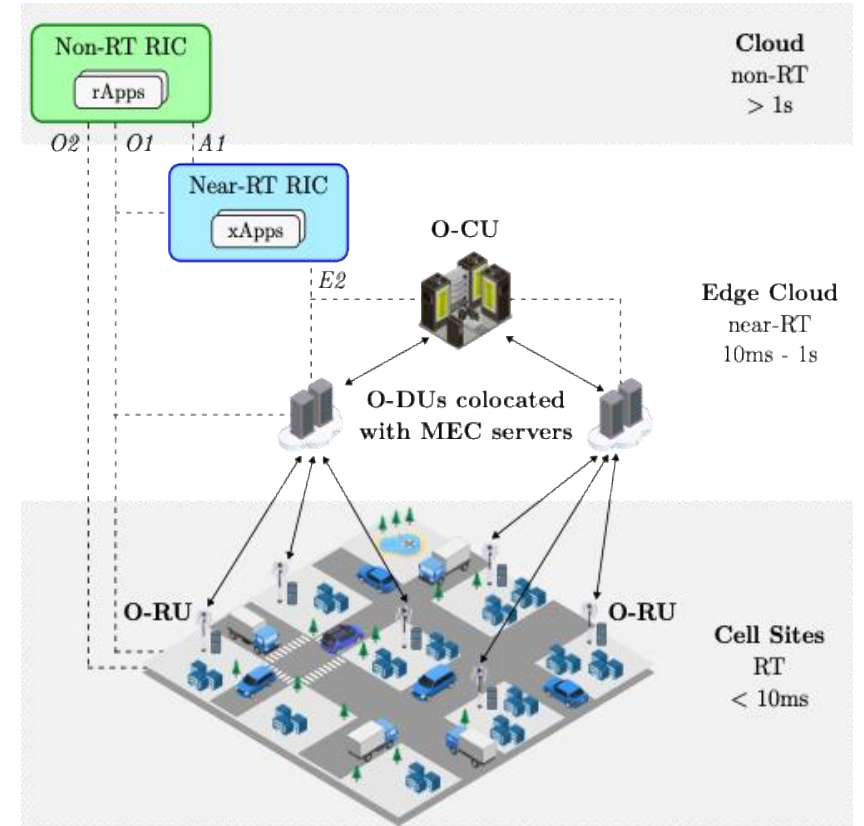 Non-RT RIC
rApps
Cloud
non-RT
> 1s
O2
O1
A1
Near-RT RIC
xApps
E2
O-CU
Edge Cloud
near-RT
10ms - 1s
O-DUs colocated
with MEC servers
O-RU
O-RU
Cell Sites
RT
< 10ms